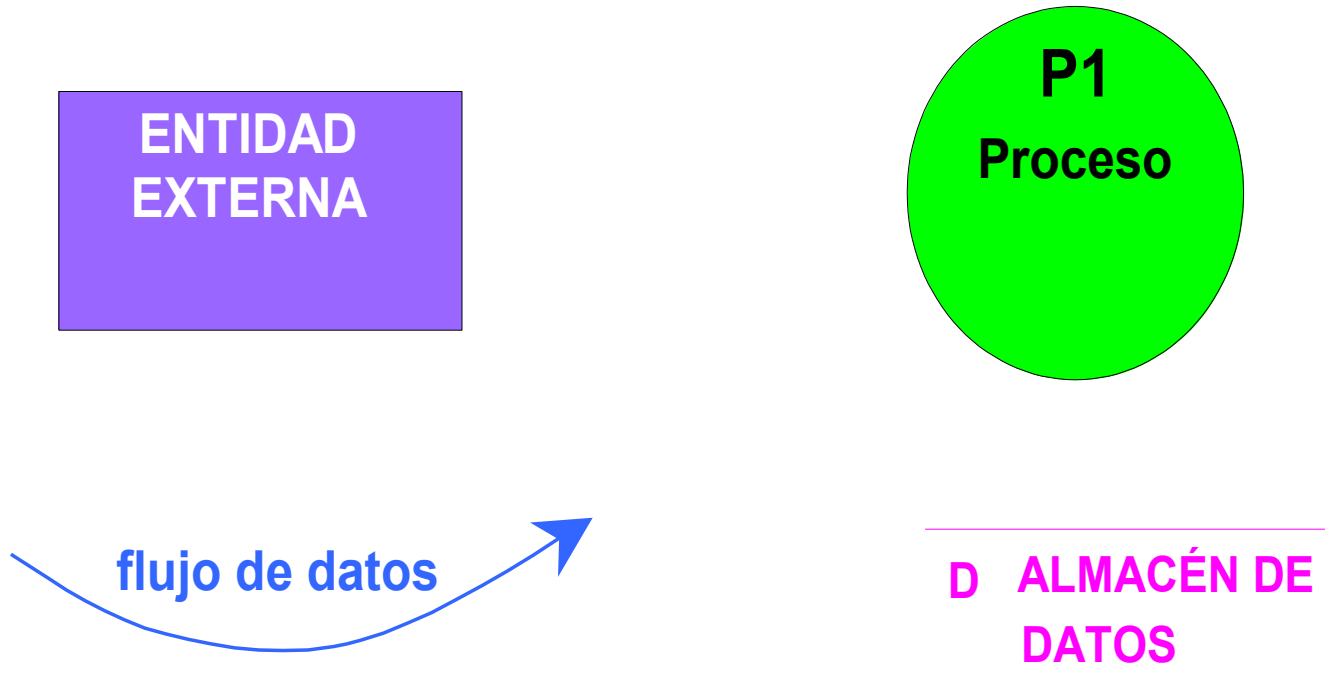 ENTIDAD
EXTERNA
P1
Proceso
flujo de datos
D ALMACÉN DE
DATOS